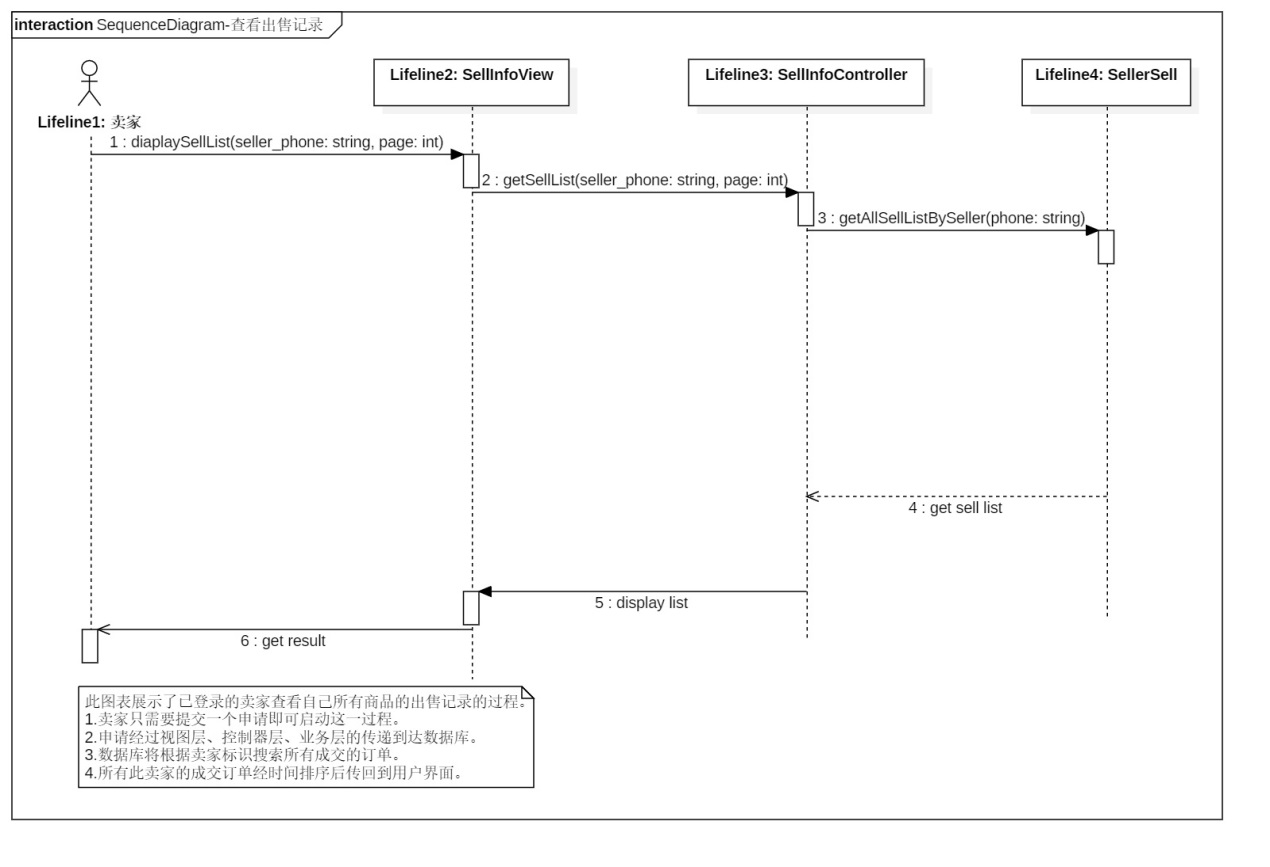 interaction SequenceDiagram-查看出售记录
Lifeline2: SellInfoView
Lifeline3: SellInfoController
Lifeline4: SellerSell
Lifeline1: 卖家
1 : diaplaySellList(seller_phone: string, page: int)
2 : getSellList(seller_phone: string, page: int)
3 : getAllSellListBySeller(phone: string)
4 : get sell list
5 : display list
6 : get result
此图表展示了已登录的卖家查看自己所有商品的出售记录的过程。
1.卖家只需要提交一个申请即可启动这一过程。
2.申请经过视图层、控制器层、业务层的传递到达数据库。
3.数据库将根据卖家标识搜索所有成交的订单。
4.所有此卖家的成交订单经时间排序后传回到用户界面。